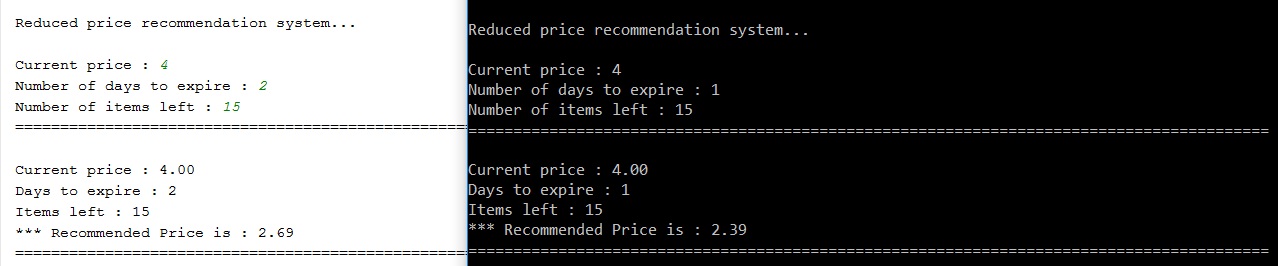 Reduced price recommendation system...
Current price : 4
Number of days to expire : 2
Number of items left : 15
===================================================
Current price : 4.00
Days to expire : 2
Items left : 15
*** Recommended Price is : 2.69
===================================================
Reduced price recommendation system...
Current price : 4
Number of days to expire : 1
Number of items left : 15
=========================================================================================
Current price : 4.00
Days to expire : 1
Items left : 15
*** Recommended Price is : 2.39
=========================================================================================